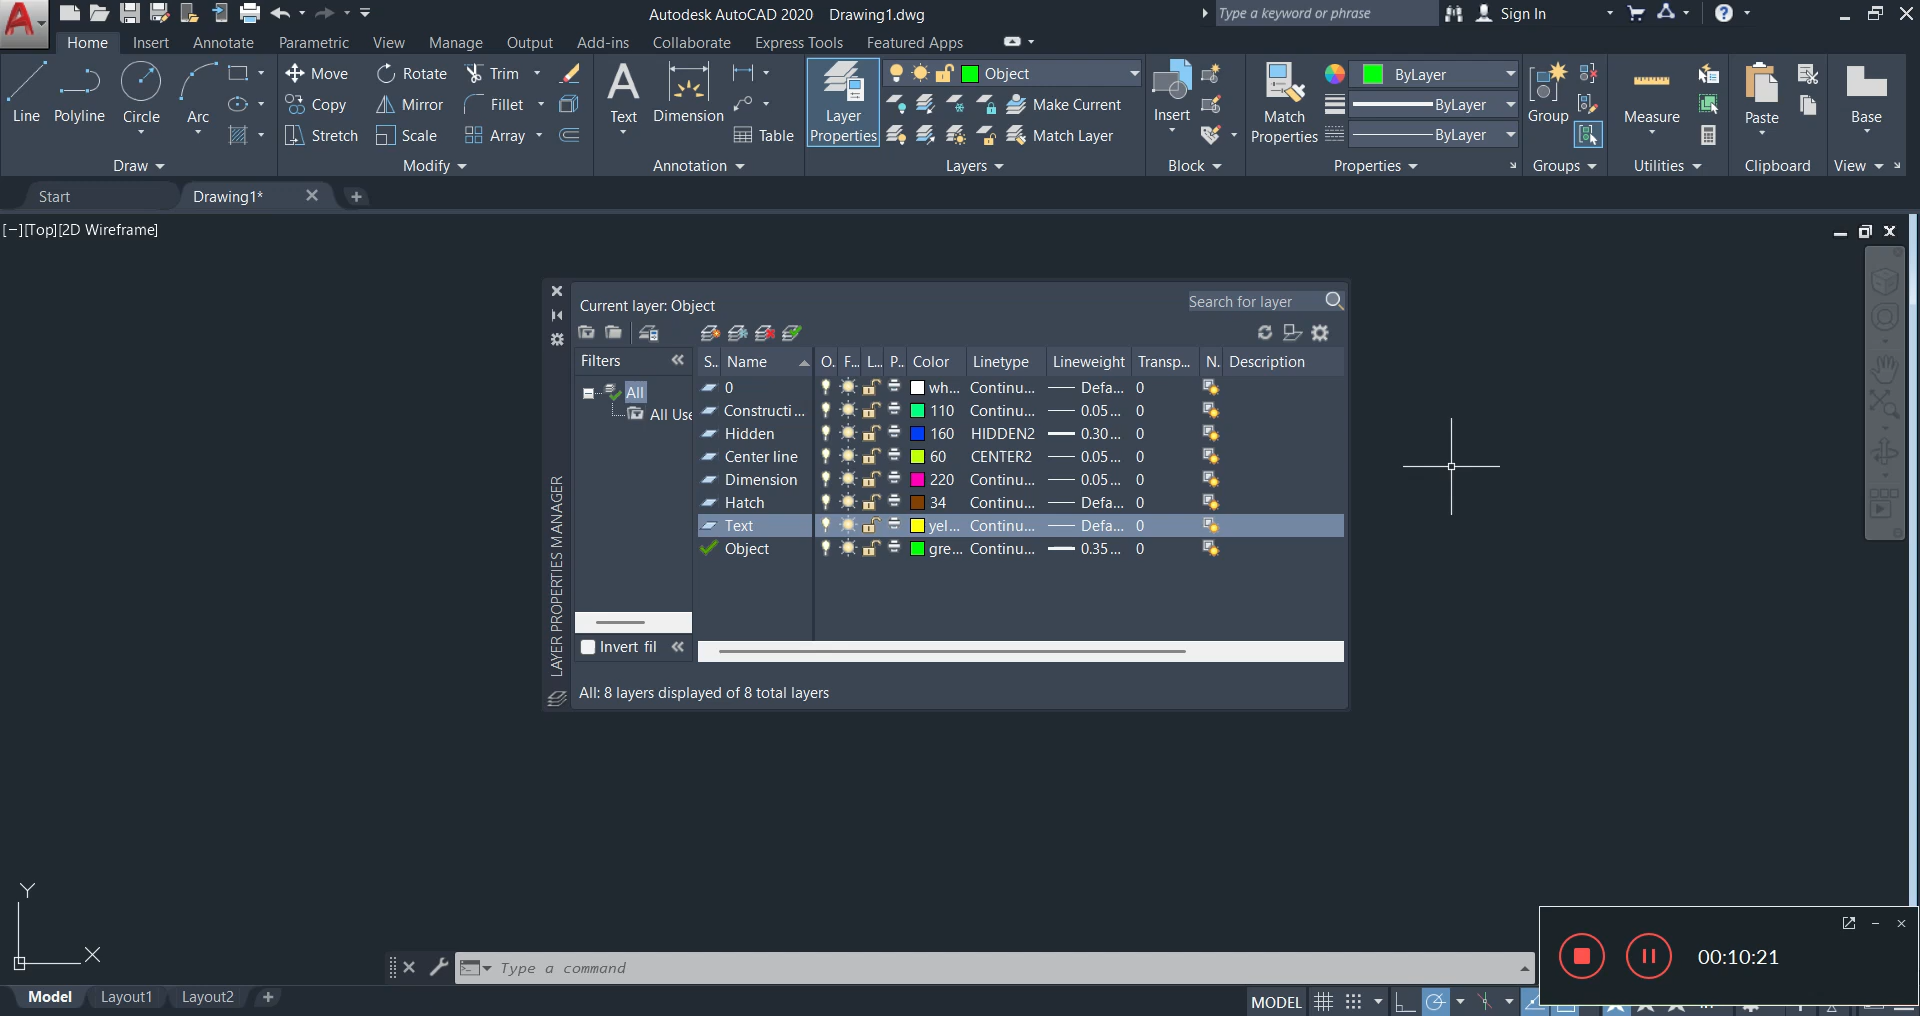 Autodesk AutoCAD 2020 Drawing1.dwg
Type a keyword or phrase
Sign In
Home Insert Annotate Parametric View Manage Output Add-ins Collaborate Express Tools Featured Apps
Line Polyline Circle Arc
Move Rotate Trim
Copy Mirror Fillet
Stretch Scale Array
Text Dimension
Table
Layer
Properties
Object
Make Current
Match Layer
Insert
Match
Properties
ByLayer
ByLayer
ByLayer
Group
Measure
Paste
Base
Draw Modify Annotation Layers Block Properties Groups Utilities Clipboard View
Start Drawing1*
[−][Top][2D Wireframe]
Current layer: Object
Search for layer
Filters
All
All Use
S.. Name O. F... L... P.. Color Linetype Lineweight Transp... N. Description
0 wh... Continu... Defa... 0
Constructi... 110 Continu... 0.05... 0
Hidden 160 HIDDEN2 0.30... 0
Center line 60 CENTER2 0.05... 0
Dimension 220 Continu... 0.05... 0
Hatch 34 Continu... Defa... 0
Text yel... Continu... Defa... 0
Object gre... Continu... 0.35... 0
Invert fil
LAYER PROPERTIES MANAGER
All: 8 layers displayed of 8 total layers
Y
X
Type a command
00:10:21
Model Layout1 Layout2
MODEL